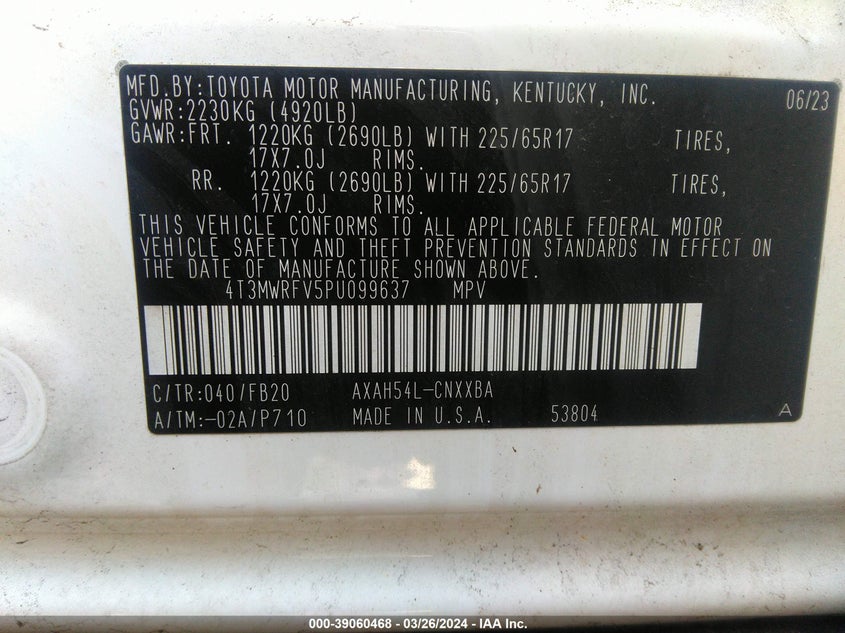 MFD.BY:TOYOTA MOTOR MANUFACTURING, KENTUCKY, INC. 06/23
GVWR:2230KG (4920LB)
GAWR:FRT. 1220KG (2690LB) WITH 225/65R17 TIRES,
17X7.0J RIMS.
RR. 1220KG (2690LB) WITH 225/65R17 TIRES,
17X7.0J RIMS.
THIS VEHICLE CONFORMS TO ALL APPLICABLE FEDERAL MOTOR
VEHICLE SAFETY AND THEFT PREVENTION STANDARDS IN EFFECT ON
THE DATE OF MANUFACTURE SHOWN ABOVE.
4T3MWRFV5PU099637 MPV
C/TR:040/FB20 AXAH54L-CNXXBA
A/TM:-02A/P710 MADE IN U.S.A. 53804 A
000-39060468 - 03/26/2024 - IAA Inc.